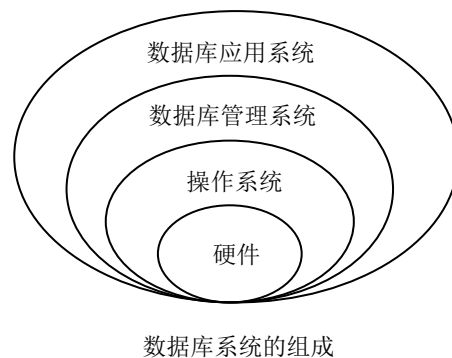 数据库应用系统
数据库管理系统
操作系统
硬件
数据库系统的组成